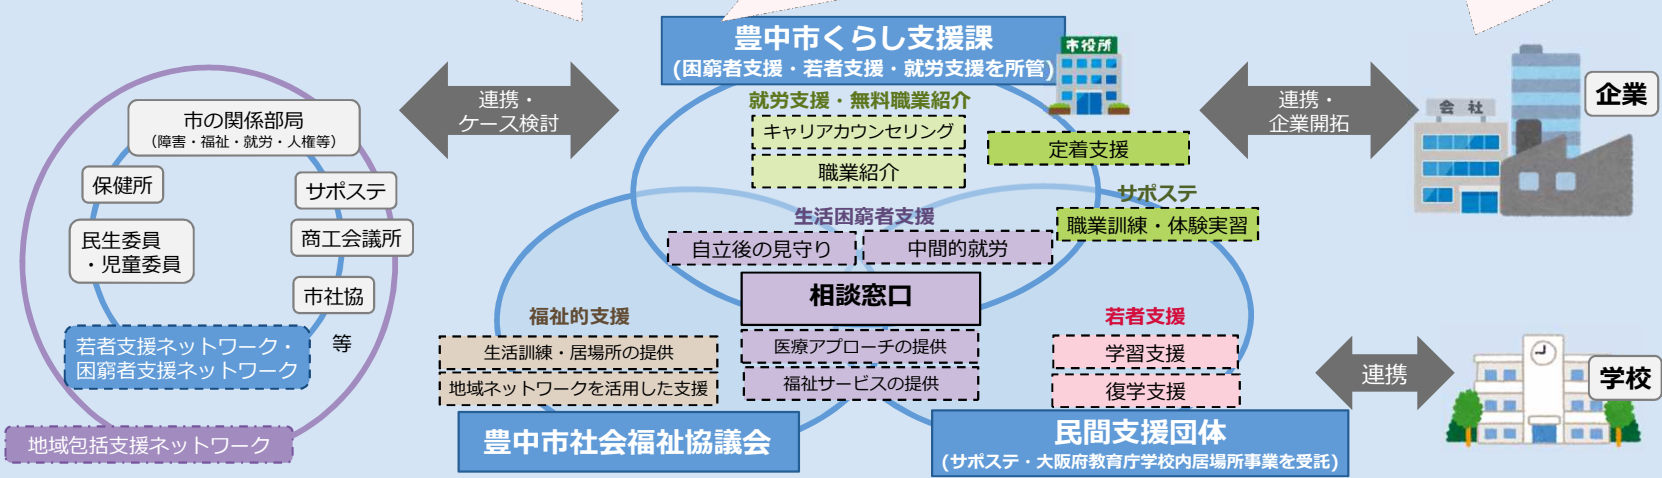 豊中市くらし支援課
(困窮者支援・若者支援・就労支援を所管)
市役所
就労支援・無料職業紹介
キャリアカウンセリング
職業紹介
定着支援
サポステ
職業訓練・体験実習
生活困窮者支援
自立後の見守り
中間的就労
相談窓口
医療アプローチの提供
福祉サービスの提供
福祉的支援
生活訓練・居場所の提供
地域ネットワークを活用した支援
豊中市社会福祉協議会
若者支援
学習支援
復学支援
民間支援団体
(サポステ・大阪府教育庁学校内居場所事業を受託)
連携・
ケース検討
市の関係部局
(障害・福祉・就労・人権等)
保健所
サポステ
民生委員
・児童委員
商工会議所
市社協
等
若者支援ネットワーク・
困窮者支援ネットワーク
地域包括支援ネットワーク
連携・
企業開拓
会社
企業
連携
学校